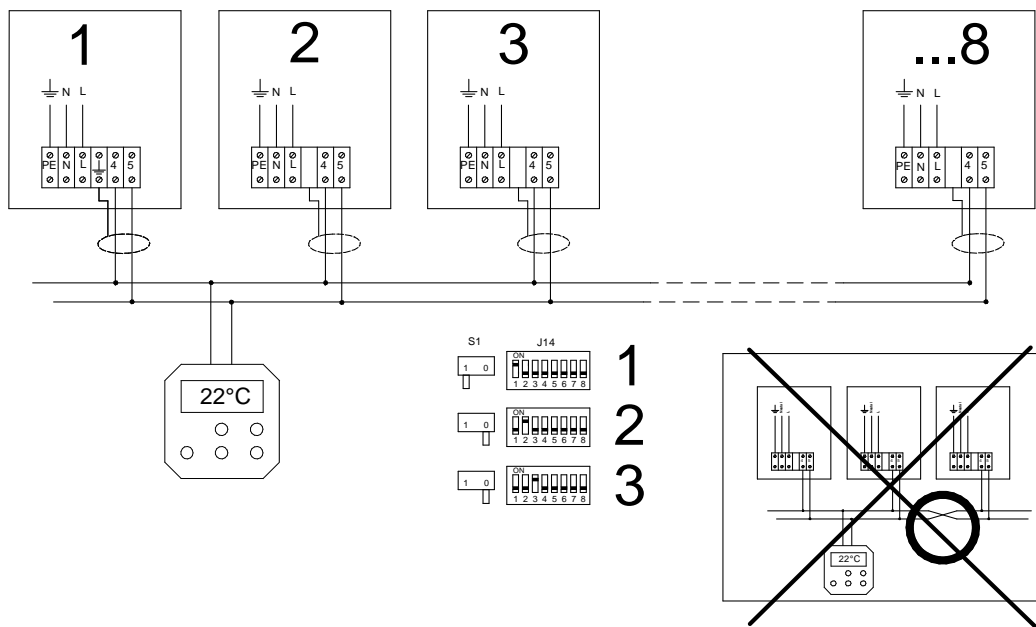 1 2 3 ...8
N L N L N L N L
PE N L 4 5
PE N L 4 5
PE N L 4 5
PE N L 4 5
22°C
S1 J14
1 0 ON 1
1 2 3 4 5 6 7 8
1 0 ON 2
1 2 3 4 5 6 7 8
1 0 ON 3
1 2 3 4 5 6 7 8
22°C